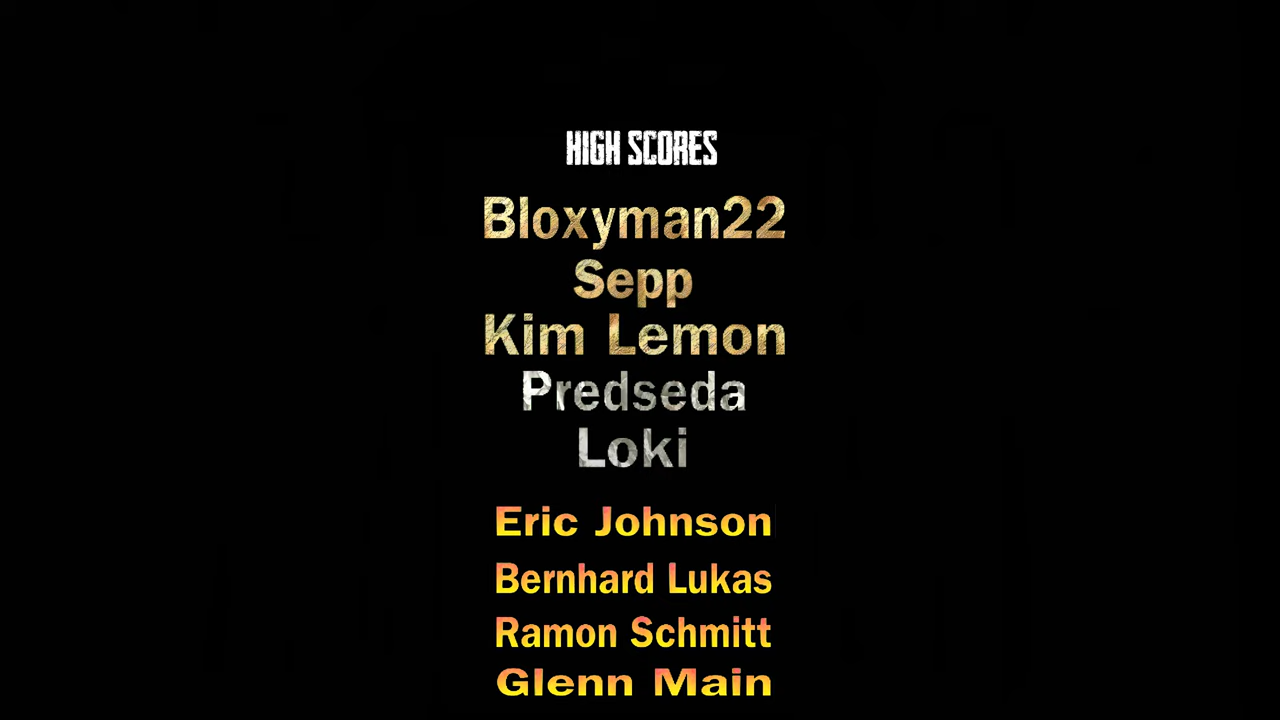 HIGH SCORES
Bloxyman22
Sepp
Kim Lemon
Predseda
Loki
Eric Johnson
Bernhard Lukas
Ramon Schmitt
Glenn Main